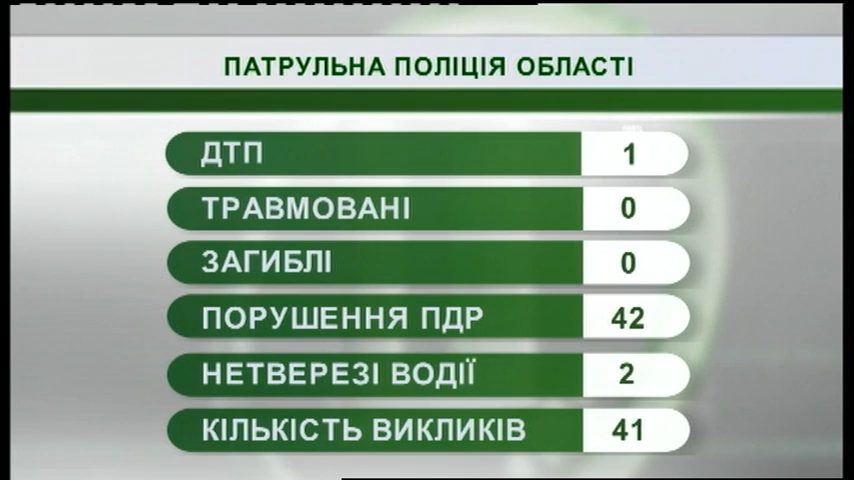 ПАТРУЛЬНА ПОЛІЦІЯ ОБЛАСТІ
ДТП 1
ТРАВМОВАНІ 0
ЗАГИБЛІ 0
ПОРУШЕННЯ ПДР 42
НЕТВЕРЕЗІ ВОДІЇ 2
КІЛЬКІСТЬ ВИКЛИКІВ 41